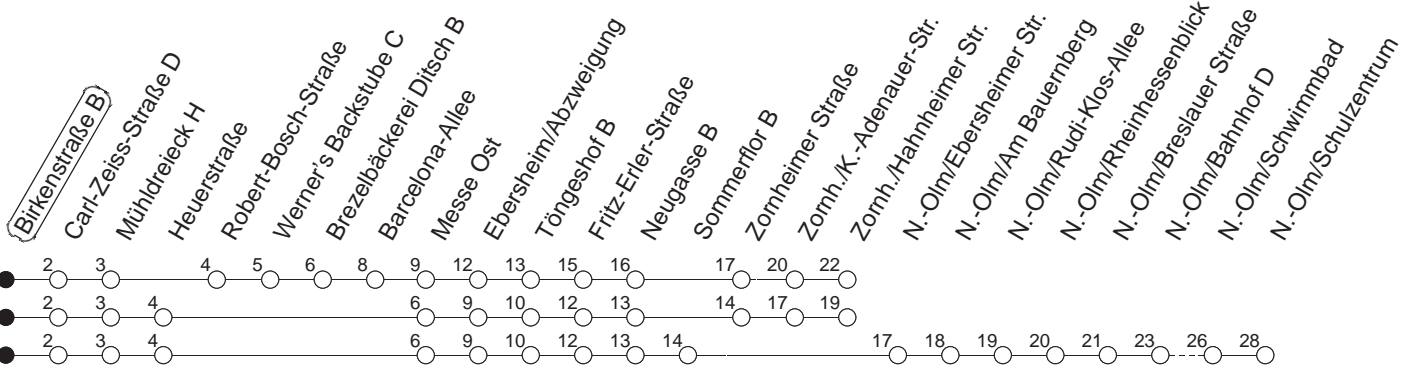 Birkenstraße B
Carl-Zeiss-Straße D
Mühldreieck H
Heuerstraße
Robert-Bosch-Straße
Werner's Backstube C
Brezelbäckerei Ditsch B
Barcelona-Allee
Messe Ost
Ebersheim/Abzweigung
Töngeshof B
Fritz-Erler-Straße
Neugasse B
Sommerflor B
Zornheimer Straße
Zornh./K.-Adenauer-Str.
Zornh./Hahnheimer Str.
N.-Olm/Ebersheimer Str.
N.-Olm/Am Bauernberg
N.-Olm/Rudi-Klos-Allee
N.-Olm/Rheinhessenblick
N.-Olm/Breslauer Straße
N.-Olm/Bahnhof D
N.-Olm/Schwimmbad
N.-Olm/Schulzentrum
2 3 4 5 6 8 9 12 13 15 16 17 20 22
2 3 4 6 9 10 12 13 14 17 19
2 3 4 6 9 10 12 13 14 17 18 19 20 21 23 26 28